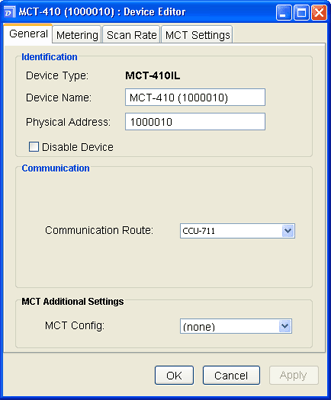 MCT-410 (1000010) : Device Editor
General Metering Scan Rate MCT Settings
Identification
Device Type: MCT-410IL
Device Name: MCT-410 (1000010)
Physical Address: 1000010
Disable Device
Communication
Communication Route: CCU-711
MCT Additional Settings
MCT Config: (none)
OK Cancel Apply